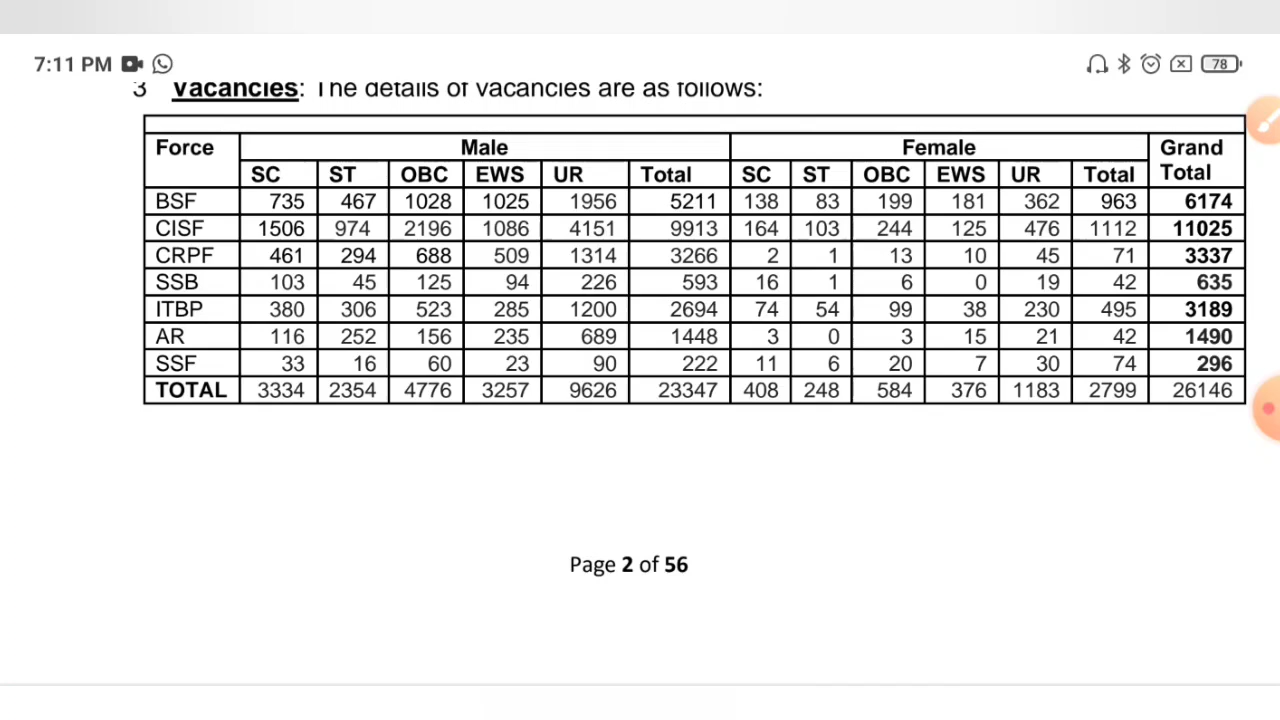 7:11 PM
78
3 Vacancies: The details of vacancies are as follows:
Force Male Female Grand Total
SC ST OBC EWS UR Total SC ST OBC EWS UR Total
BSF 735 467 1028 1025 1956 5211 138 83 199 181 362 963 6174
CISF 1506 974 2196 1086 4151 9913 164 103 244 125 476 1112 11025
CRPF 461 294 688 509 1314 3266 2 1 13 10 45 71 3337
SSB 103 45 125 94 226 593 16 1 6 0 19 42 635
ITBP 380 306 523 285 1200 2694 74 54 99 38 230 495 3189
AR 116 252 156 235 689 1448 3 0 3 15 21 42 1490
SSF 33 16 60 23 90 222 11 6 20 7 30 74 296
TOTAL 3334 2354 4776 3257 9626 23347 408 248 584 376 1183 2799 26146
Page 2 of 56